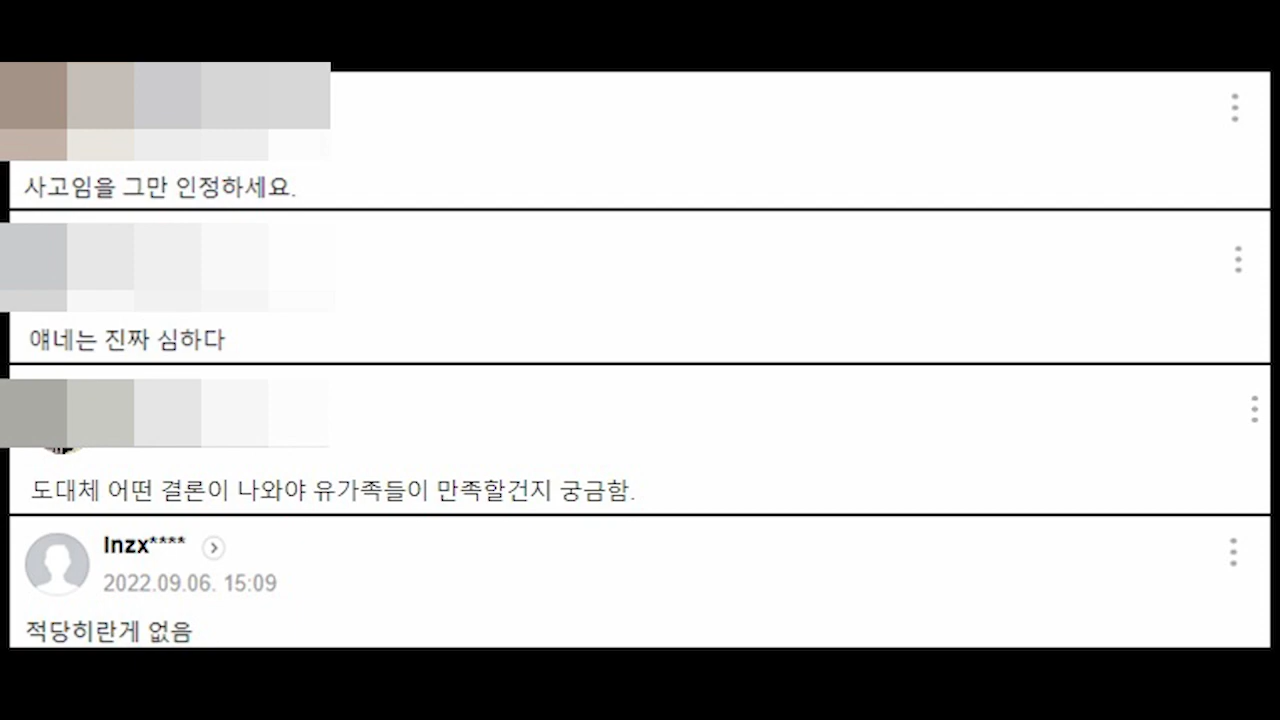 사고임을 그만 인정하세요.
얘네는 진짜 심하다
도대체 어떤 결론이 나와야 유가족들이 만족할건지 궁금함.
lnzx****
2022.09.06. 15:09
적당히란게 없음